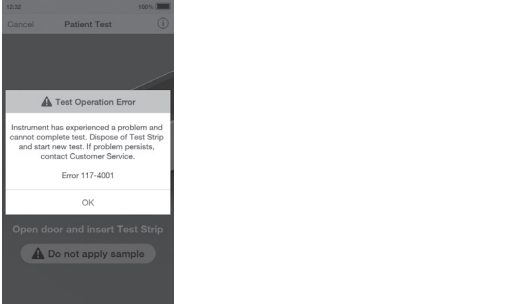 12:32 100%
Cancel Patient Test i
Test Operation Error
Instrument has experienced a problem and
cannot complete test. Dispose of Test Strip
and start new test. If problem persists,
contact Customer Service.
Error 117-4001
OK
Open door and insert Test Strip
Do not apply sample